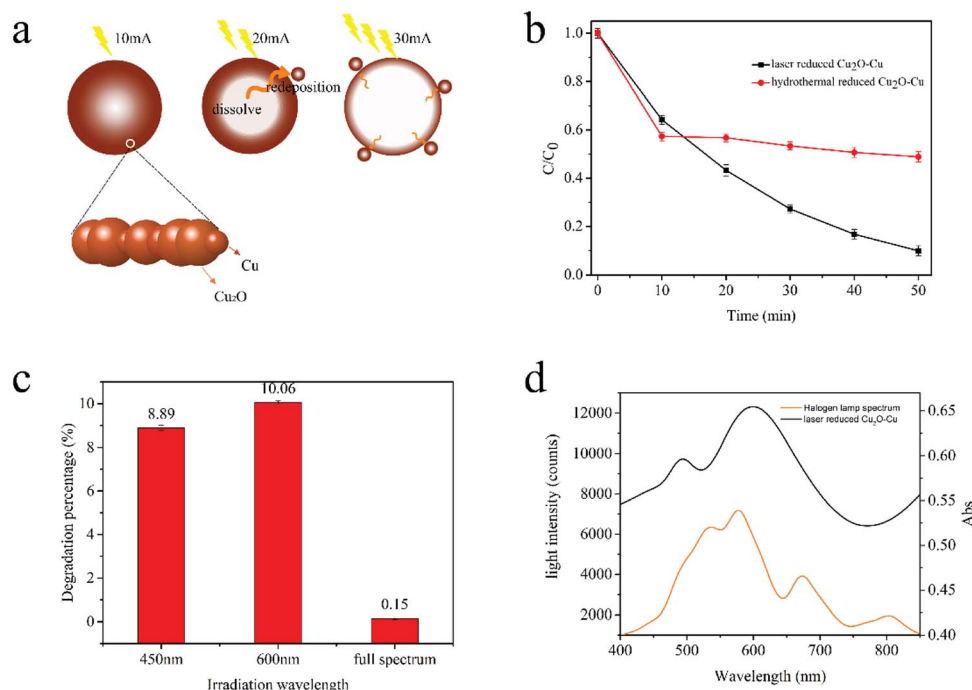 a
10mA
20mA
30mA
redeposition
dissolve
Cu
Cu₂O
b
1.0
0.8
0.6
0.4
0.2
0.0
C/C₀
laser reduced Cu₂O-Cu
hydrothermal reduced Cu₂O-Cu
0 10 20 30 40 50
Time (min)
c
10
8
6
4
2
0
Degradation percentage (%)
8.89
10.06
0.15
450nm 600nm full spectrum
Irradiation wavelength
d
12000
10000
8000
6000
4000
2000
light intensity (counts)
Halogen lamp spectrum
laser reduced Cu₂O-Cu
0.65
0.60
0.55
0.50
0.45
0.40
Abs
400 500 600 700 800
Wavelength (nm)